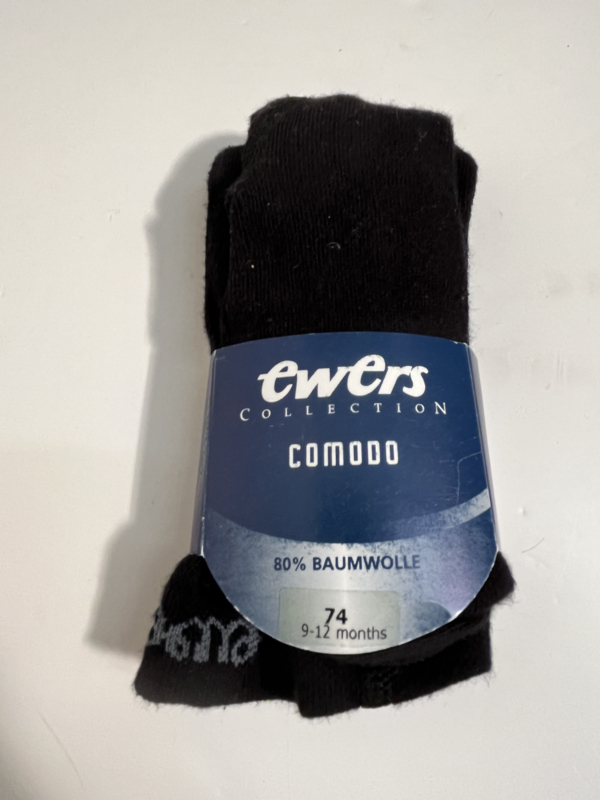 ewers
COLLECTION
COMODO
80% BAUMWOLLE
74
9-12 months